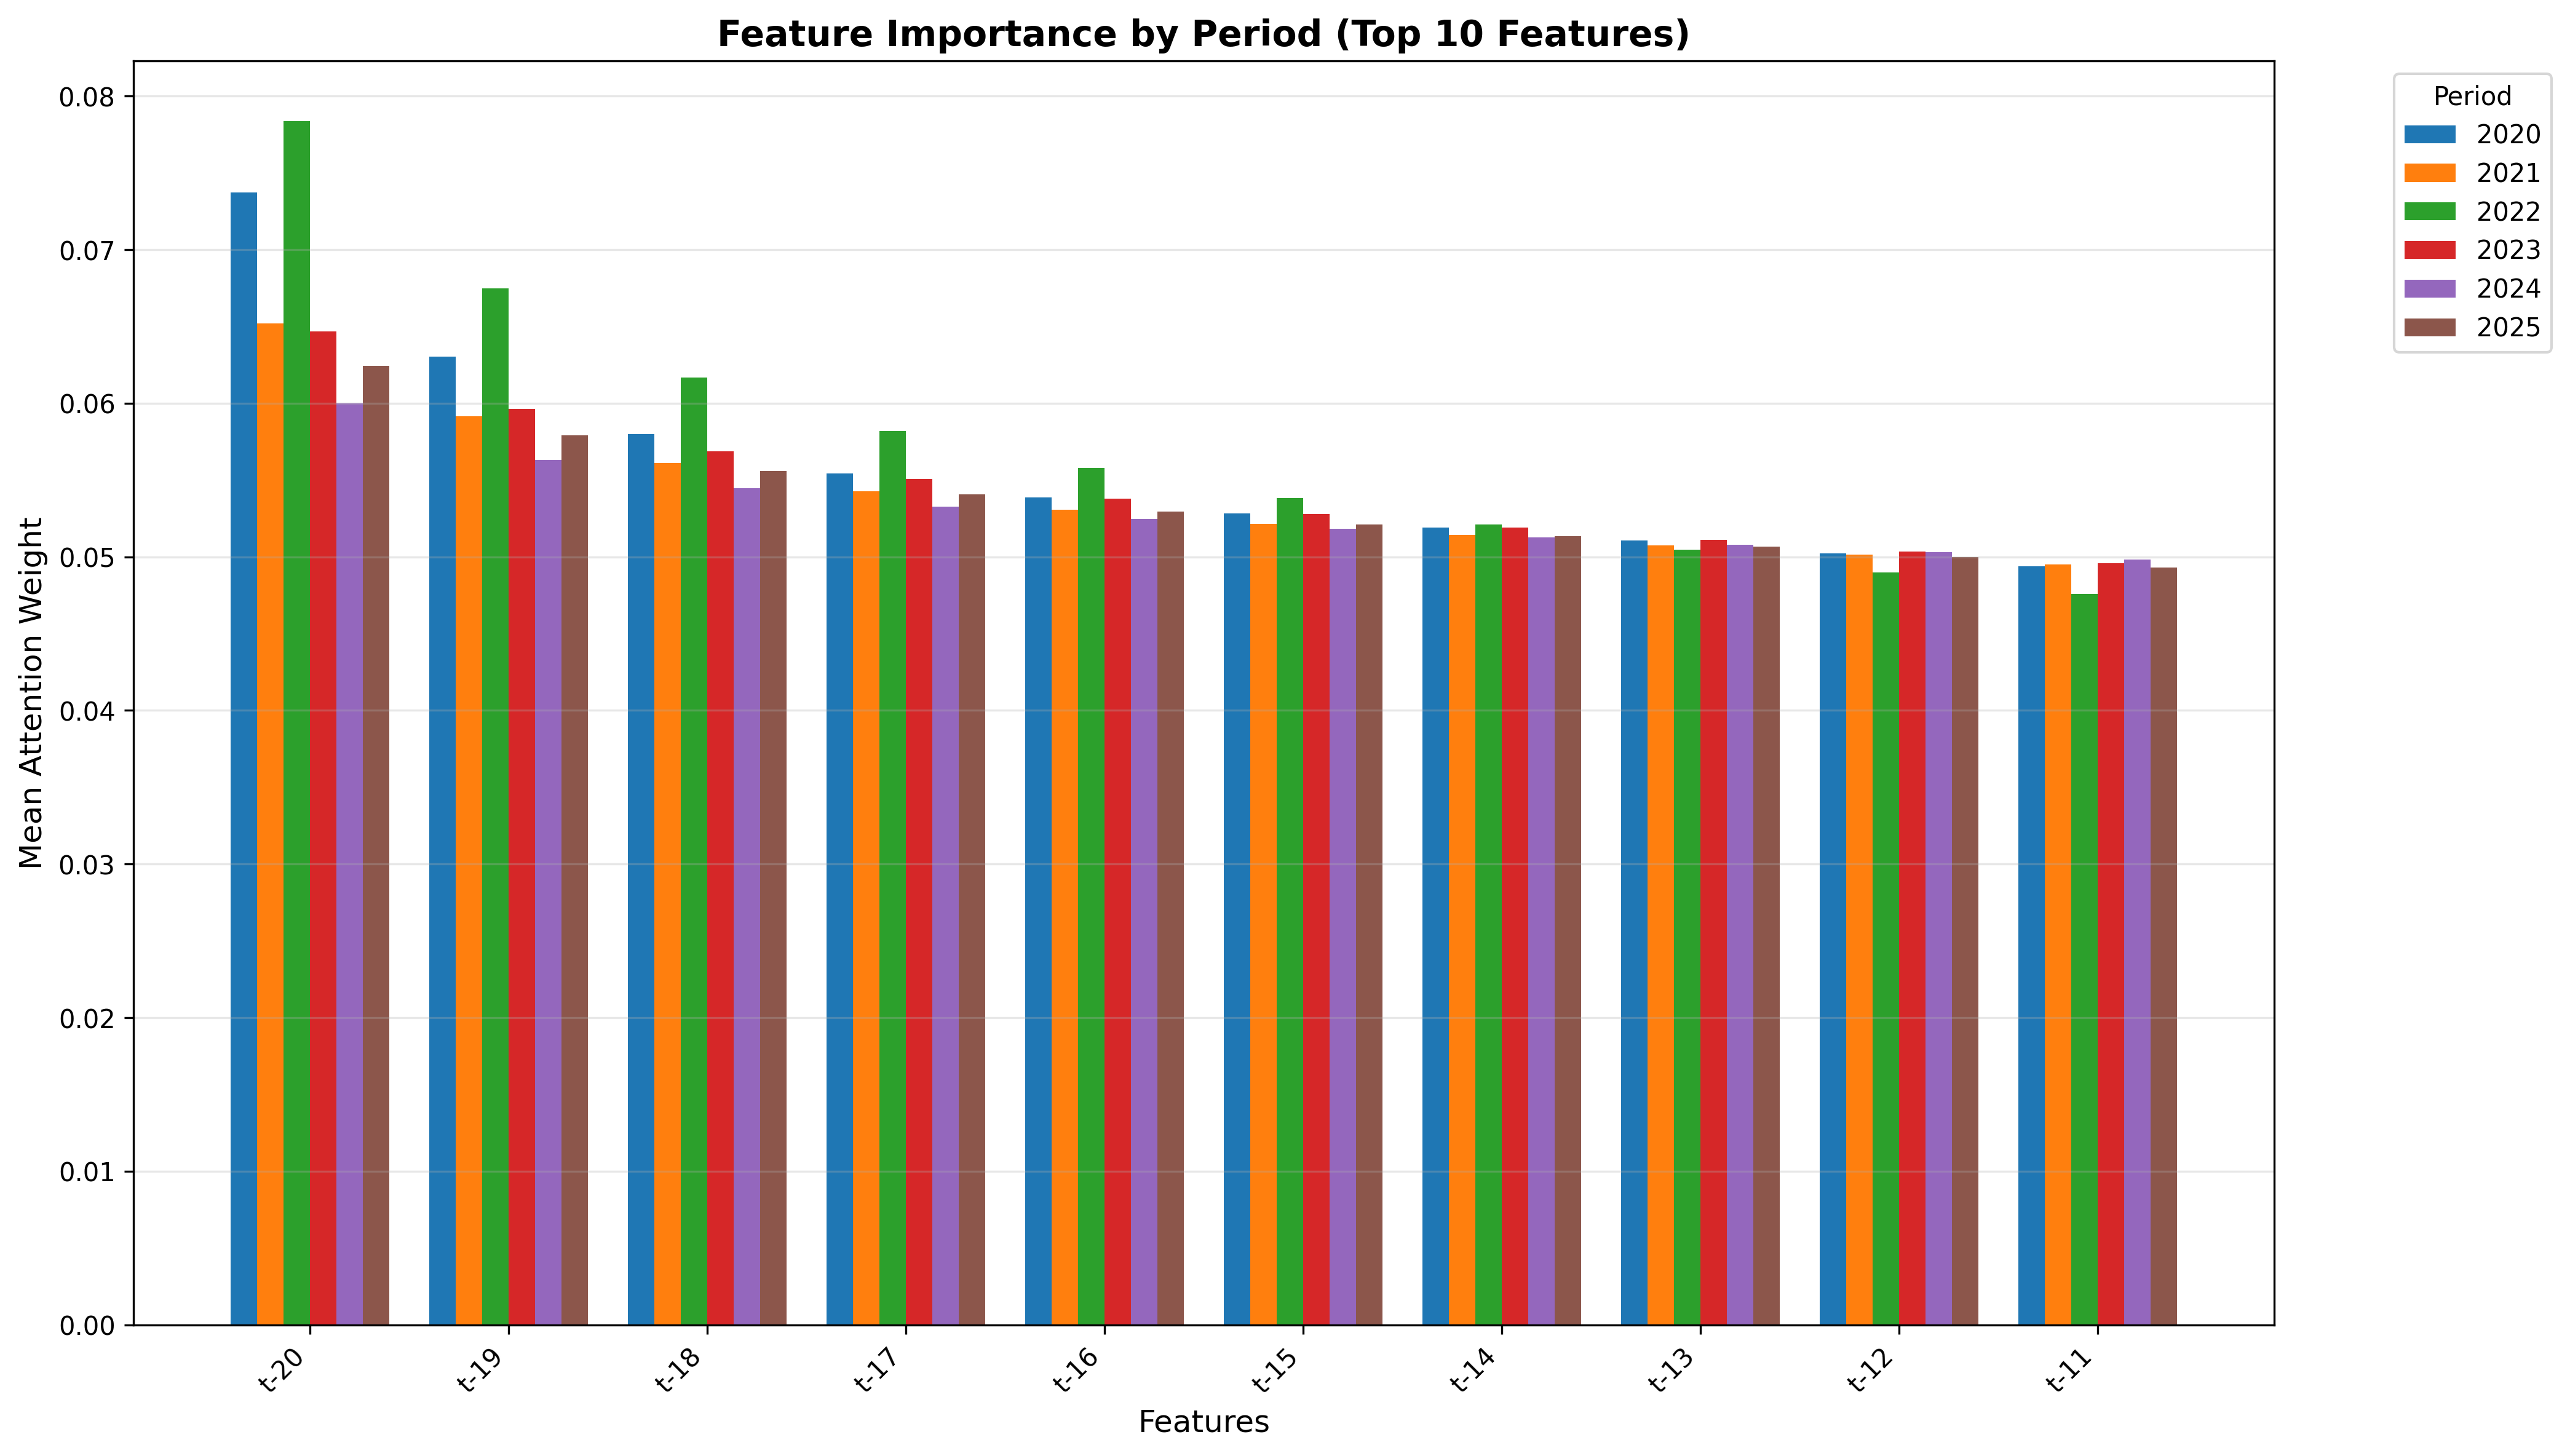 Feature Importance by Period (Top 10 Features)
Period
2020
2021
2022
2023
2024
2025
Mean Attention Weight
0.08
0.07
0.06
0.05
0.04
0.03
0.02
0.01
0.00
t-20
t-19
t-18
t-17
t-16
t-15
t-14
t-13
t-12
t-11
Features